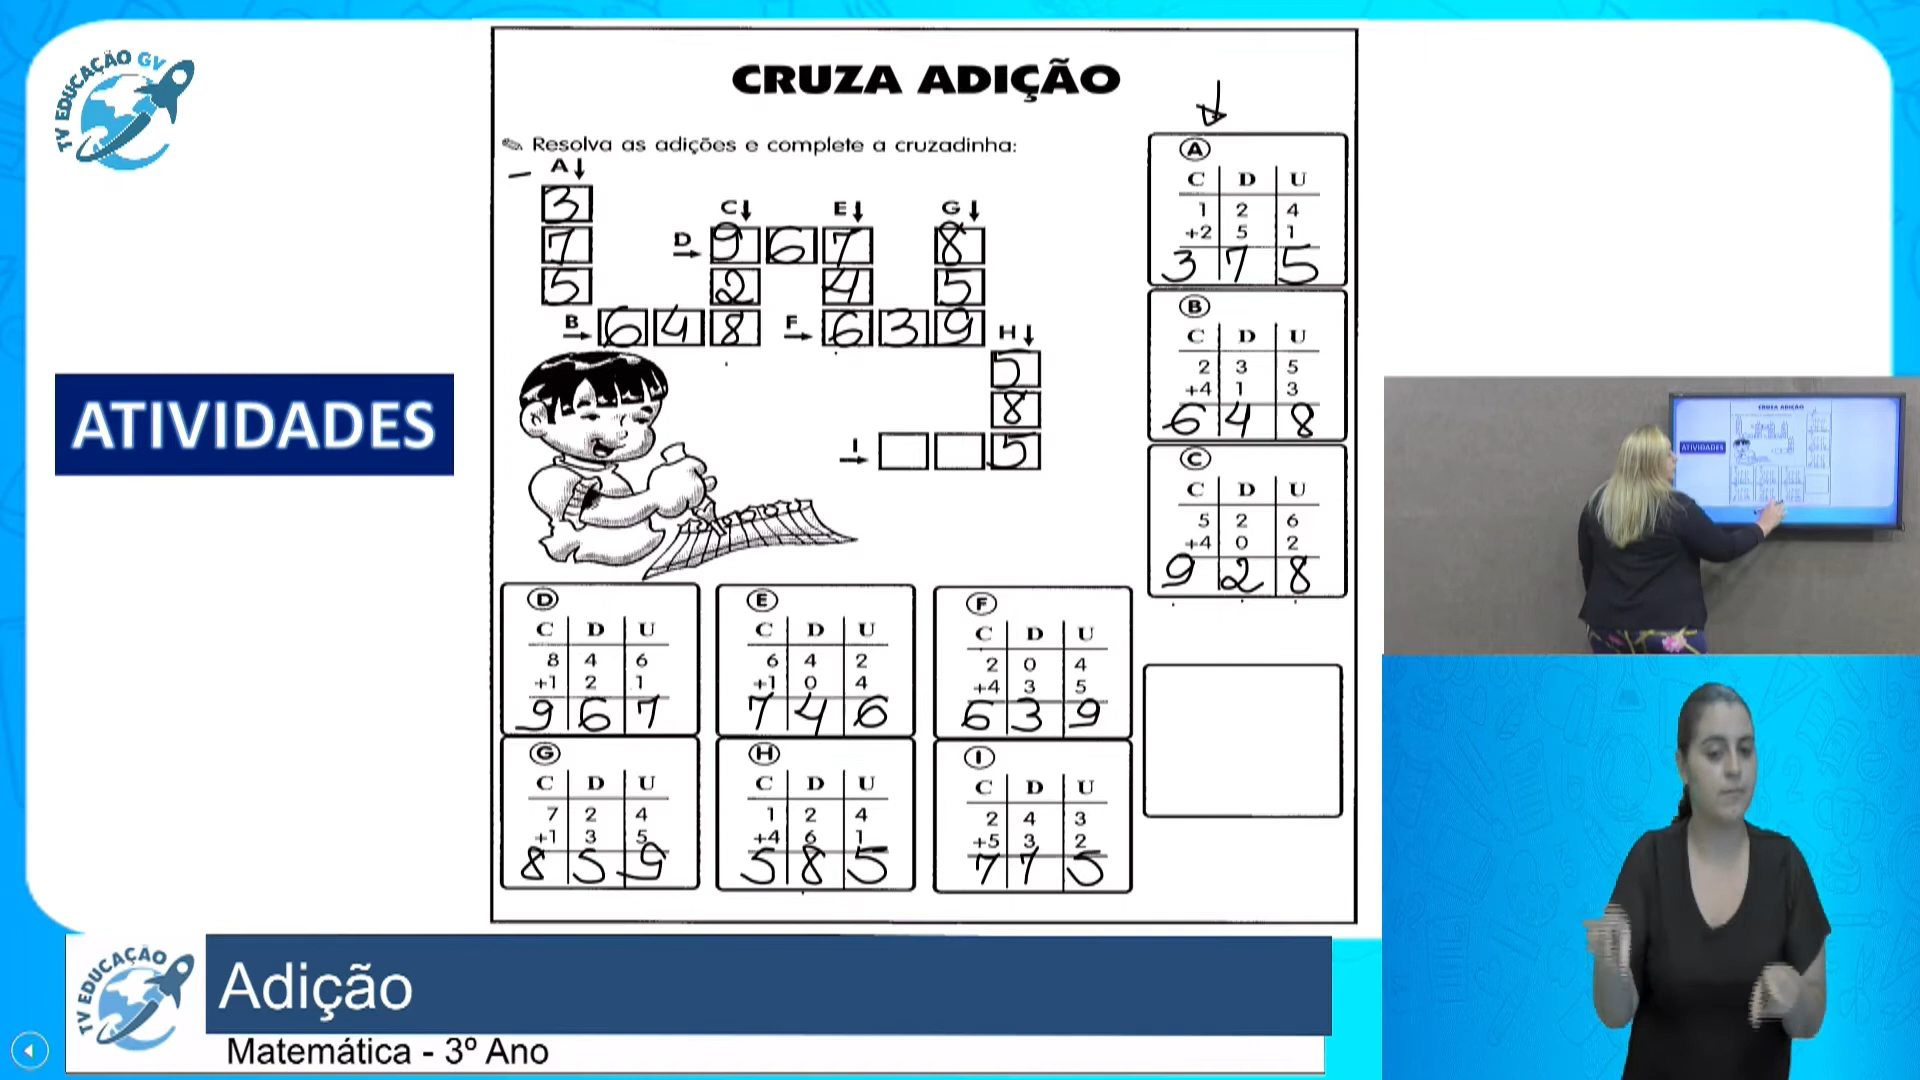 TV EDUCAÇÃO GV
CRUZA ADIÇÃO
Resolva as adições e complete a cruzadinha:
A
3
7
5
C
E
G
D
9 6 7
8
2
4
5
B
6 4 8
F
6 3 9
H
5
8
I
5
A
C D U
1 2 4
+2 5 1
3 7 5
B
C D U
2 3 5
+4 1 3
6 4 8
C
C D U
5 2 6
+4 0 2
9 2 8
ATIVIDADES
D
C D U
8 4 6
+1 2 1
9 6 7
E
C D U
6 4 2
+1 0 4
7 4 6
F
C D U
2 0 4
+4 3 5
6 3 9
G
C D U
7 2 4
+1 3 5
8 5 9
H
C D U
1 2 4
+4 6 1
5 8 5
I
C D U
2 4 3
+5 3 2
7 7 5
CRUZA ADIÇÃO
ATIVIDADES
TV EDUCAÇÃO
Adição
Matemática - 3º Ano